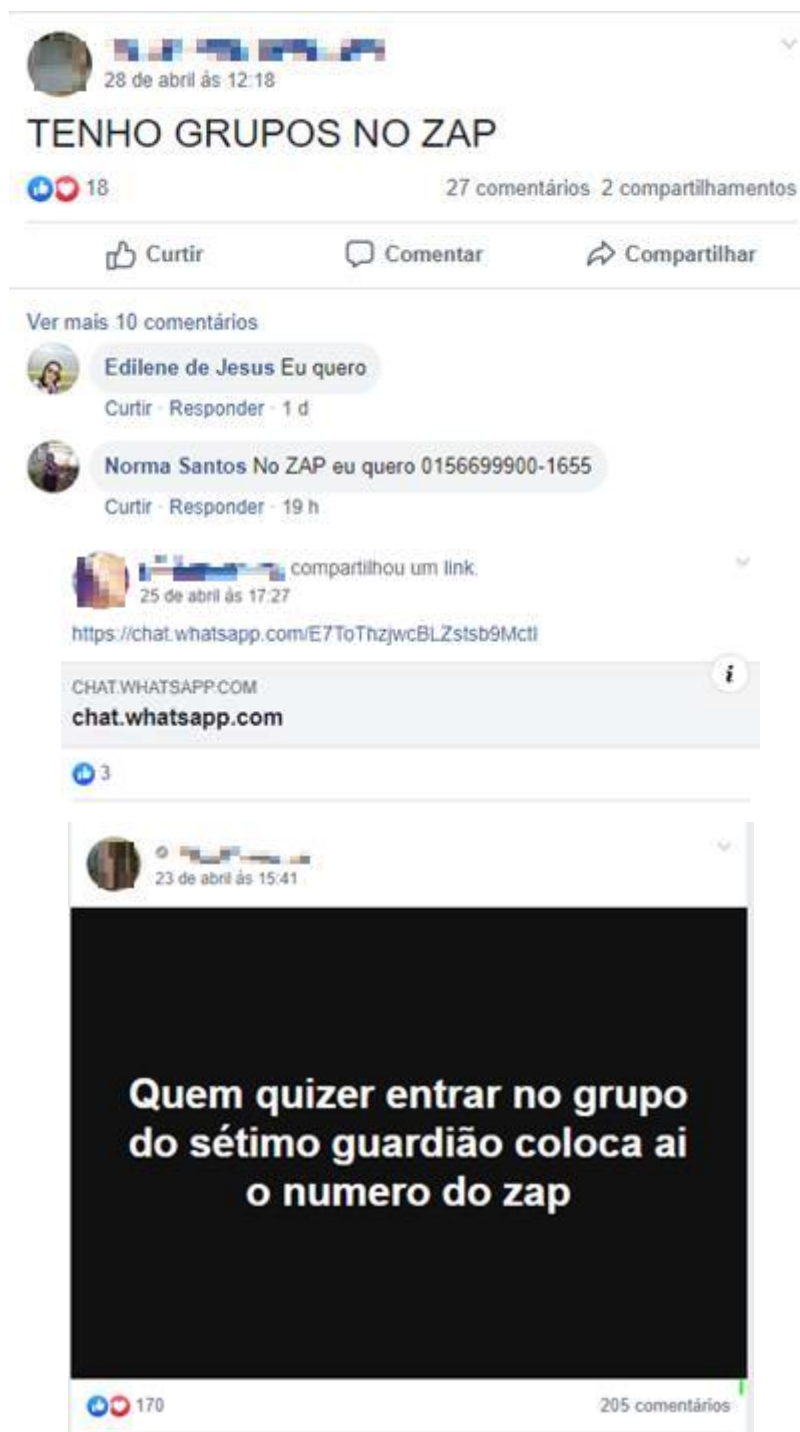 28 de abril às 12:18
TENHO GRUPOS NO ZAP
18 27 comentários 2 compartilhamentos
Curtir Comentar Compartilhar
Ver mais 10 comentários
Edilene de Jesus Eu quero
Curtir · Responder · 1 d
Norma Santos No ZAP eu quero 0156699900-1655
Curtir · Responder · 19 h
compartilhou um link.
25 de abril às 17:27
https://chat.whatsapp.com/E7ToThzjwcBLZstsb9MctI
CHAT.WHATSAPP.COM
chat.whatsapp.com
i
3
23 de abril às 15:41
Quem quizer entrar no grupo
do sétimo guardião coloca ai
o numero do zap
170 205 comentários